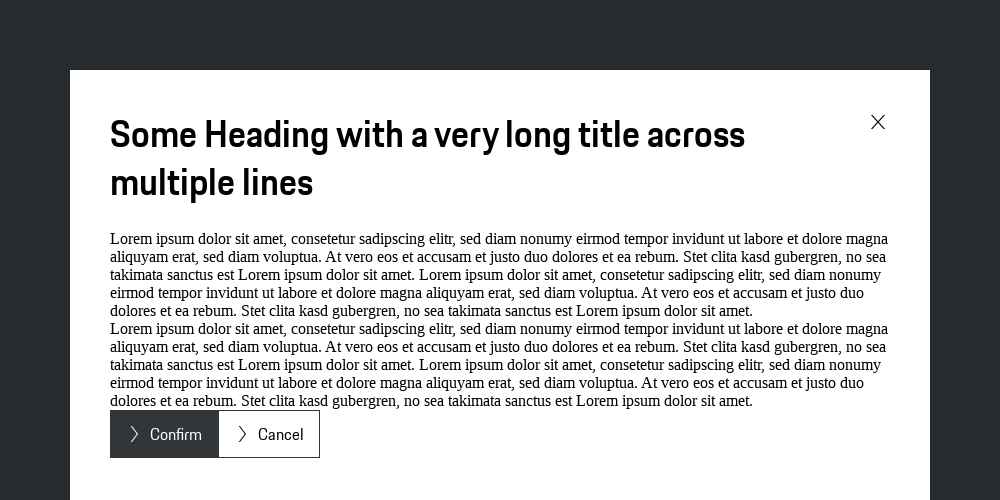 Some Heading with a very long title across
multiple lines
Lorem ipsum dolor sit amet, consetetur sadipscing elitr, sed diam nonumy eirmod tempor invidunt ut labore et dolore magna
aliquyam erat, sed diam voluptua. At vero eos et accusam et justo duo dolores et ea rebum. Stet clita kasd gubergren, no sea
takimata sanctus est Lorem ipsum dolor sit amet. Lorem ipsum dolor sit amet, consetetur sadipscing elitr, sed diam nonumy
eirmod tempor invidunt ut labore et dolore magna aliquyam erat, sed diam voluptua. At vero eos et accusam et justo duo
dolores et ea rebum. Stet clita kasd gubergren, no sea takimata sanctus est Lorem ipsum dolor sit amet.
Lorem ipsum dolor sit amet, consetetur sadipscing elitr, sed diam nonumy eirmod tempor invidunt ut labore et dolore magna
aliquyam erat, sed diam voluptua. At vero eos et accusam et justo duo dolores et ea rebum. Stet clita kasd gubergren, no sea
takimata sanctus est Lorem ipsum dolor sit amet. Lorem ipsum dolor sit amet, consetetur sadipscing elitr, sed diam nonumy
eirmod tempor invidunt ut labore et dolore magna aliquyam erat, sed diam voluptua. At vero eos et accusam et justo duo
dolores et ea rebum. Stet clita kasd gubergren, no sea takimata sanctus est Lorem ipsum dolor sit amet.
Confirm Cancel